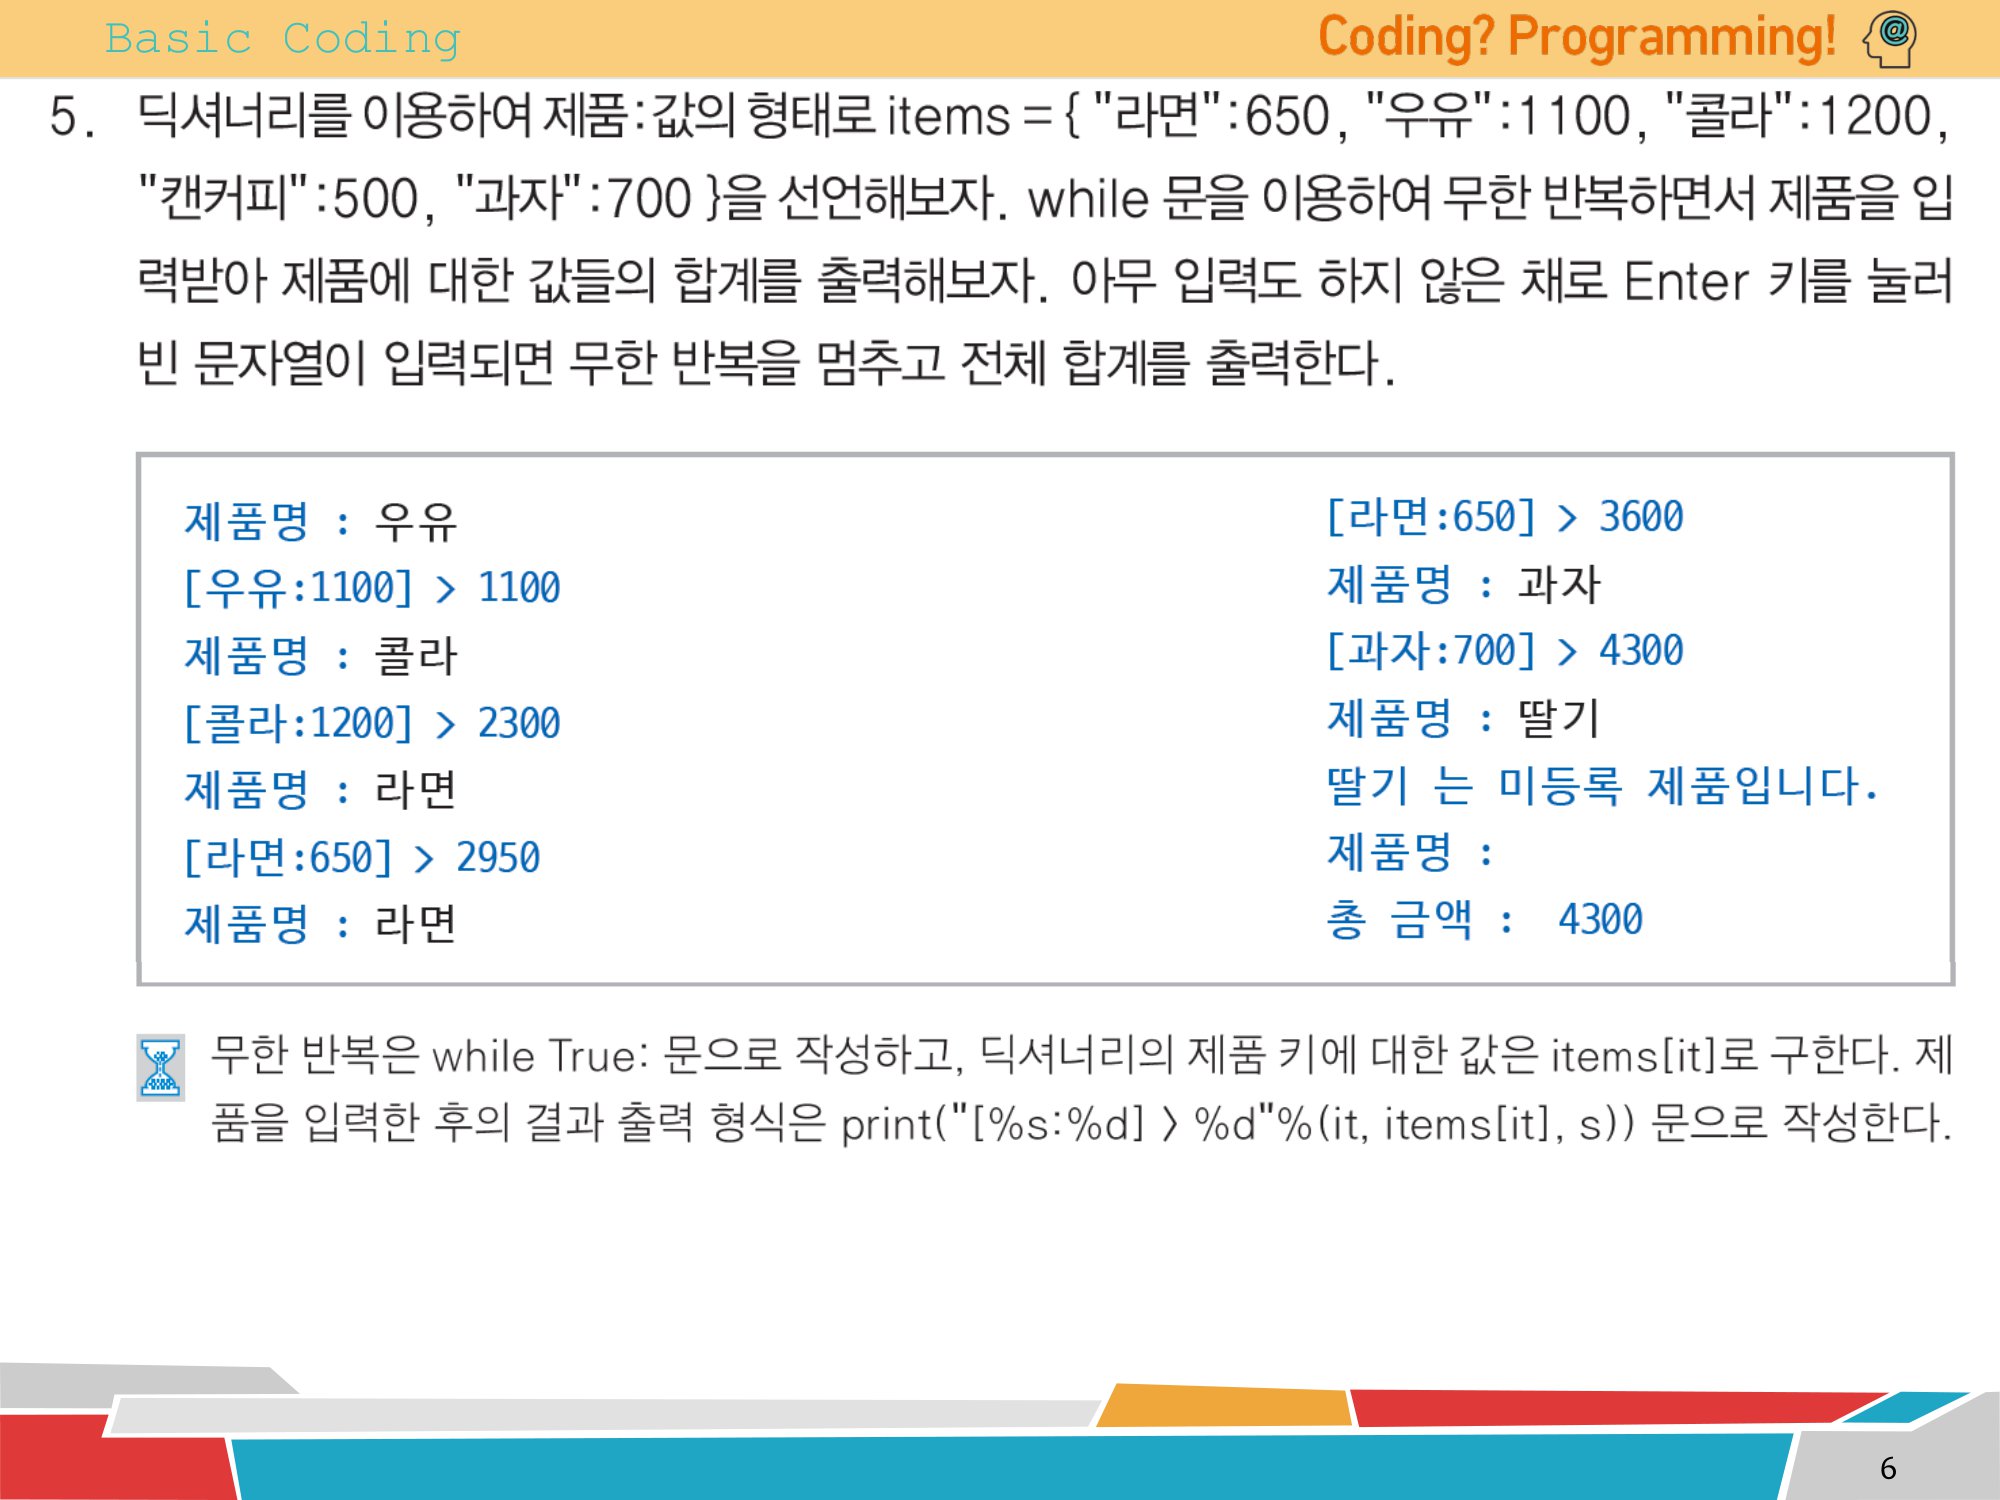 Basic Coding
Coding? Programming!
5. 딕셔너리를 이용하여 제품:값의 형태로 items = { "라면":650, "우유":1100, "콜라":1200,
"캔커피":500, "과자":700 }을 선언해보자. while 문을 이용하여 무한 반복하면서 제품을 입
력받아 제품에 대한 값들의 합계를 출력해보자. 아무 입력도 하지 않은 채로 Enter 키를 눌러
빈 문자열이 입력되면 무한 반복을 멈추고 전체 합계를 출력한다.
제품명 : 우유
[우유:1100] > 1100
제품명 : 콜라
[콜라:1200] > 2300
제품명 : 라면
[라면:650] > 2950
제품명 : 라면
[라면:650] > 3600
제품명 : 과자
[과자:700] > 4300
제품명 : 딸기
딸기 는 미등록 제품입니다.
제품명 :
총 금액 : 4300
무한 반복은 while True: 문으로 작성하고, 딕셔너리의 제품 키에 대한 값은 items[it]로 구한다. 제
품을 입력한 후의 결과 출력 형식은 print("[%s:%d] > %d"%(it, items[it], s)) 문으로 작성한다.
6